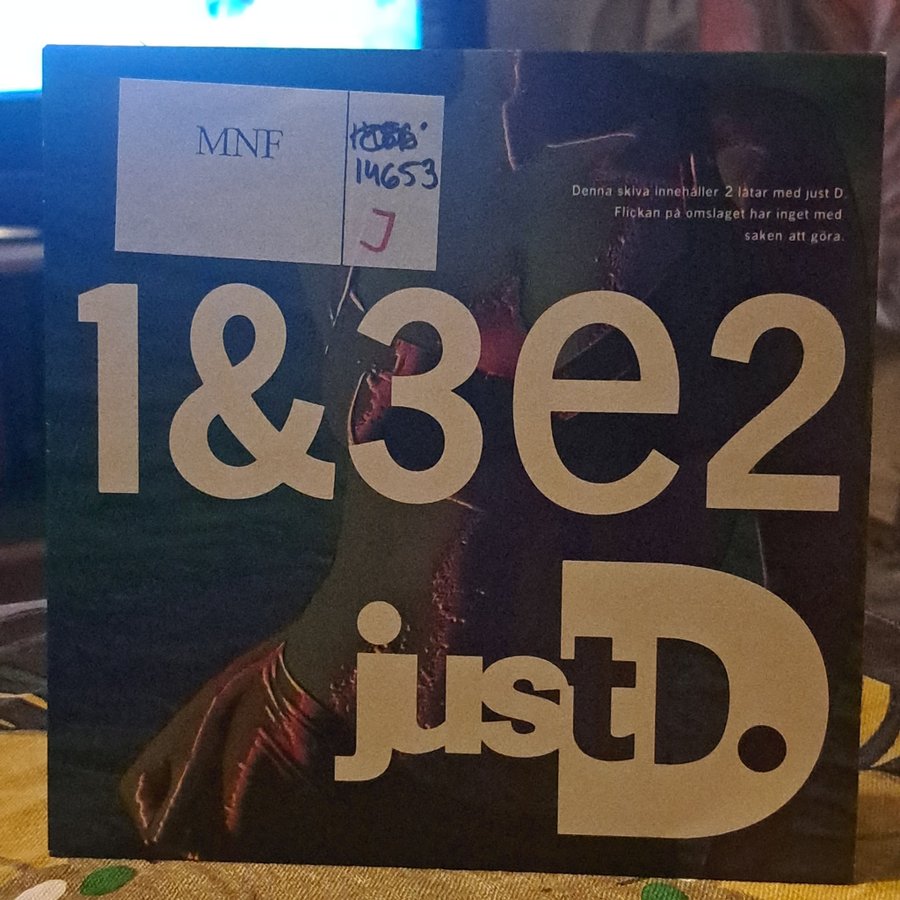 MNF
14653
J
Denna skiva innehåller 2 låtar med just D.
Flickan på omslaget har inget med
saken att göra.
1&3e2
justD.